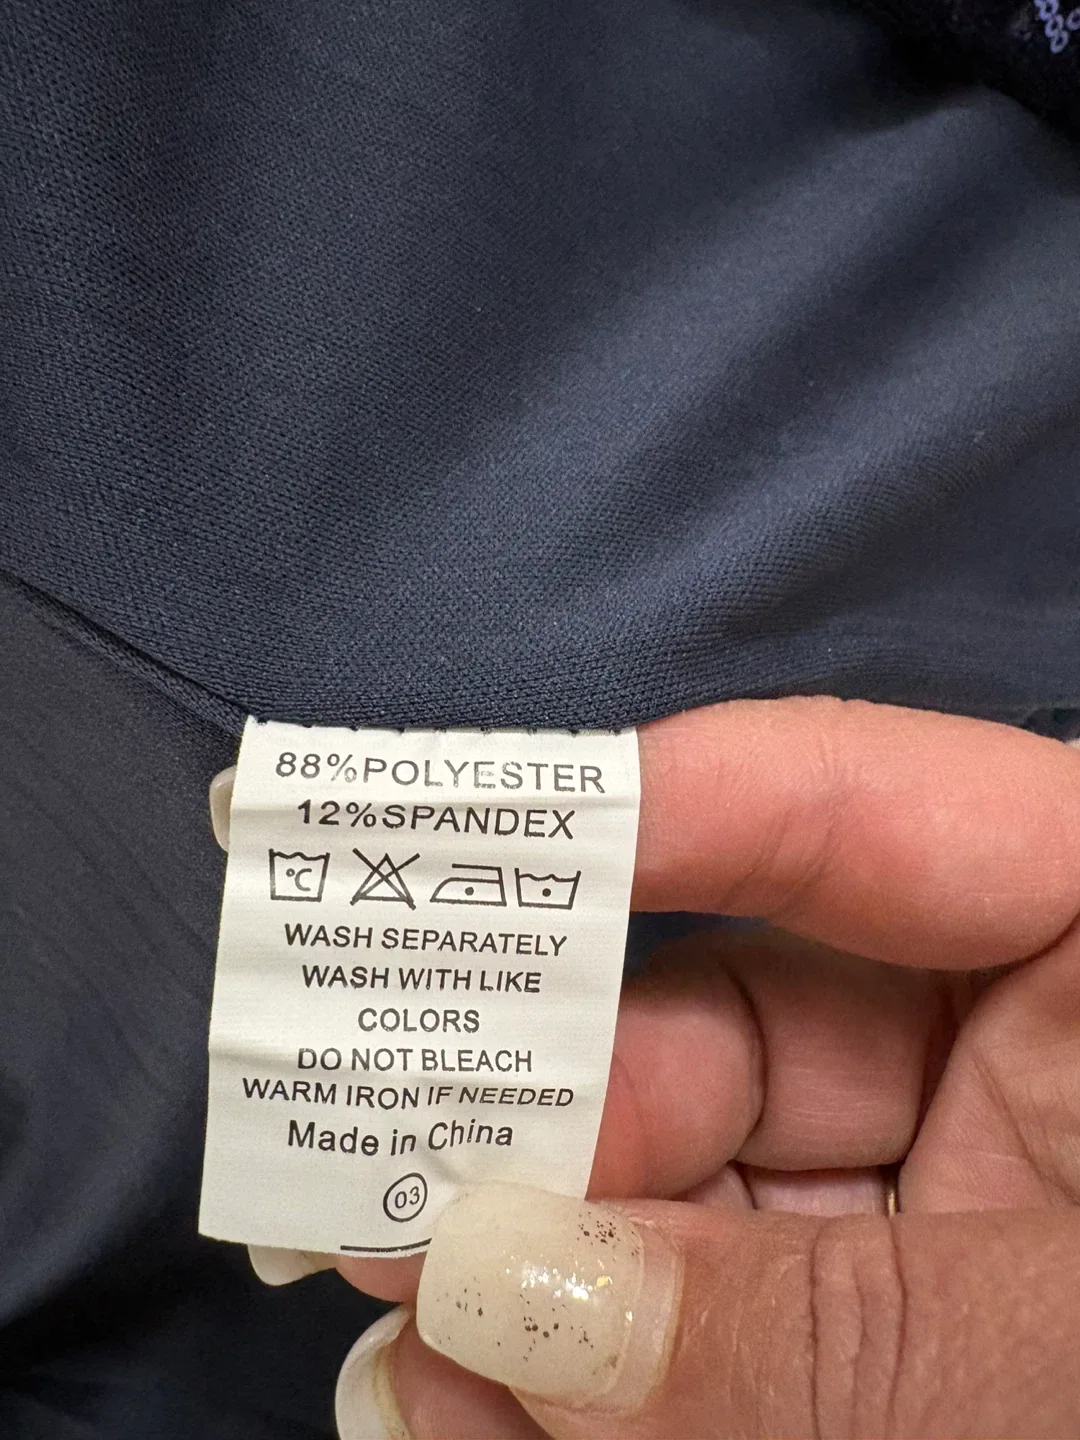 88%POLYESTER
12%SPANDEX
°C
WASH SEPARATELY
WASH WITH LIKE
COLORS
DO NOT BLEACH
WARM IRON IF NEEDED
Made in China
03